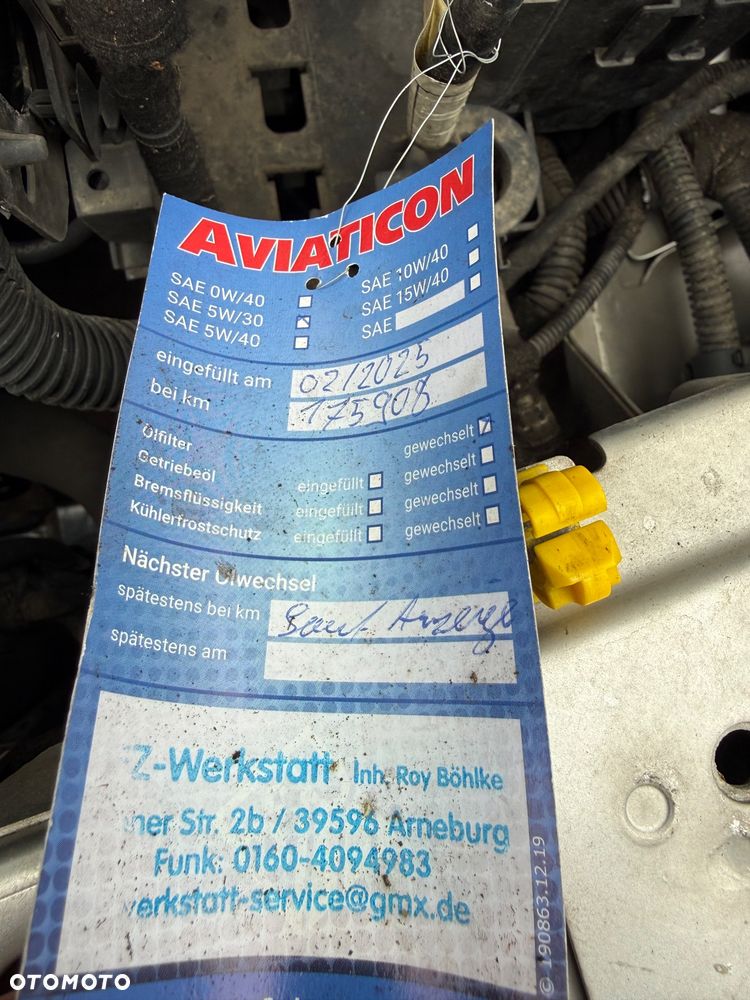 AVIATICON
SAE 0W/40
SAE 5W/30
SAE 5W/40
SAE 10W/40
SAE 15W/40
SAE
eingefüllt am 02/2025
bei km 175908
Ölfilter gewechselt
Getriebeöl eingefüllt gewechselt
Bremsflüssigkeit eingefüllt gewechselt
Kühlerfrostschutz eingefüllt gewechselt
Nächster Ölwechsel
spätestens bei km Anzeige
spätestens am
Z-Werkstatt Inh. Roy Böhlke
Str. 2b / 39596 Arneburg
Funk: 0160-4094983
erkstatt-service@gmx.de
© 190863.12.19
OTOMOTO